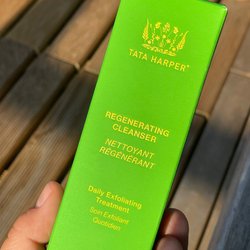 TATA HARPER
REGENERATING
CLEANSER
NETTOYANT
RÉGÉNÉRANT
Daily Exfoliating
Treatment
Soin Exfoliant
Quotidien